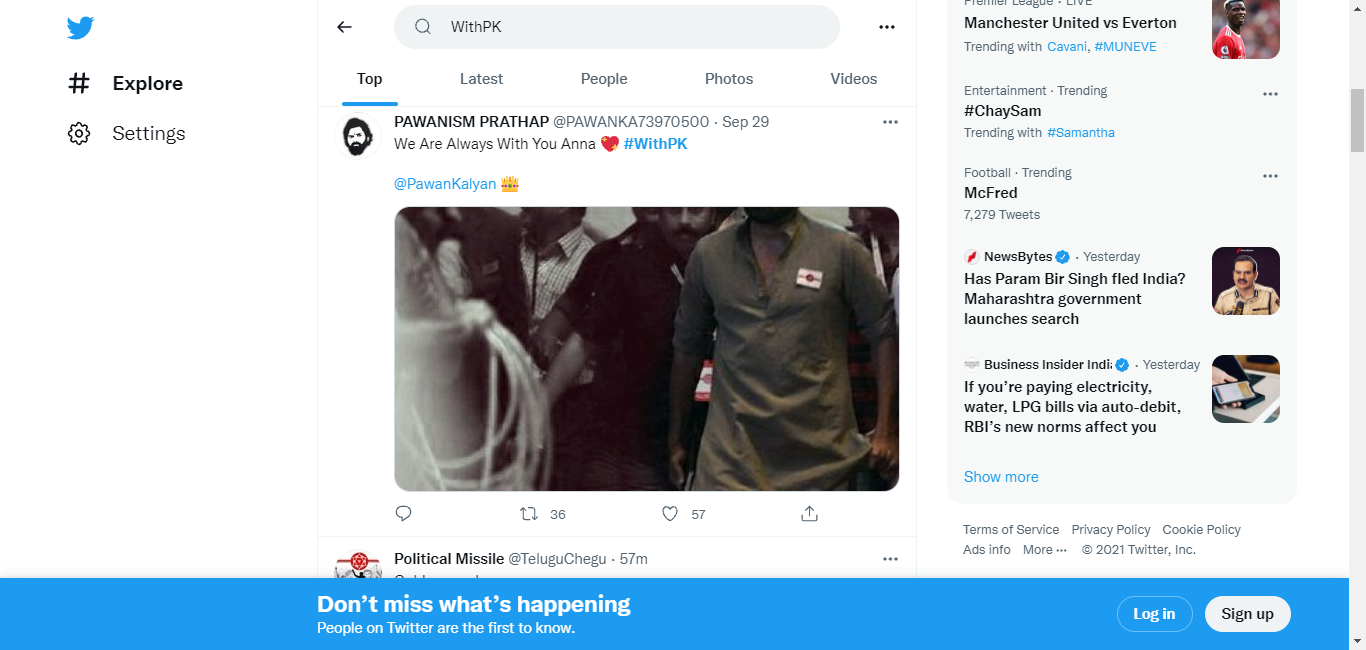 WithPK
Explore
Settings
Top Latest People Photos Videos
PAWANISM PRATHAP @PAWANKA73970500 · Sep 29
We Are Always With You Anna 💖 #WithPK
@PawanKalyan 👑
36 57
Political Missile @TeluguChegu · 57m
Premier League · LIVE
Manchester United vs Everton
Trending with Cavani, #MUNEVE
Entertainment · Trending
#ChaySam
Trending with #Samantha
Football · Trending
McFred
7,279 Tweets
NewsBytes · Yesterday
Has Param Bir Singh fled India?
Maharashtra government
launches search
Business Insider Indi · Yesterday
If you’re paying electricity,
water, LPG bills via auto-debit,
RBI’s new norms affect you
Show more
Terms of Service Privacy Policy Cookie Policy
Ads info More ··· © 2021 Twitter, Inc.
Don’t miss what’s happening
People on Twitter are the first to know.
Log in Sign up